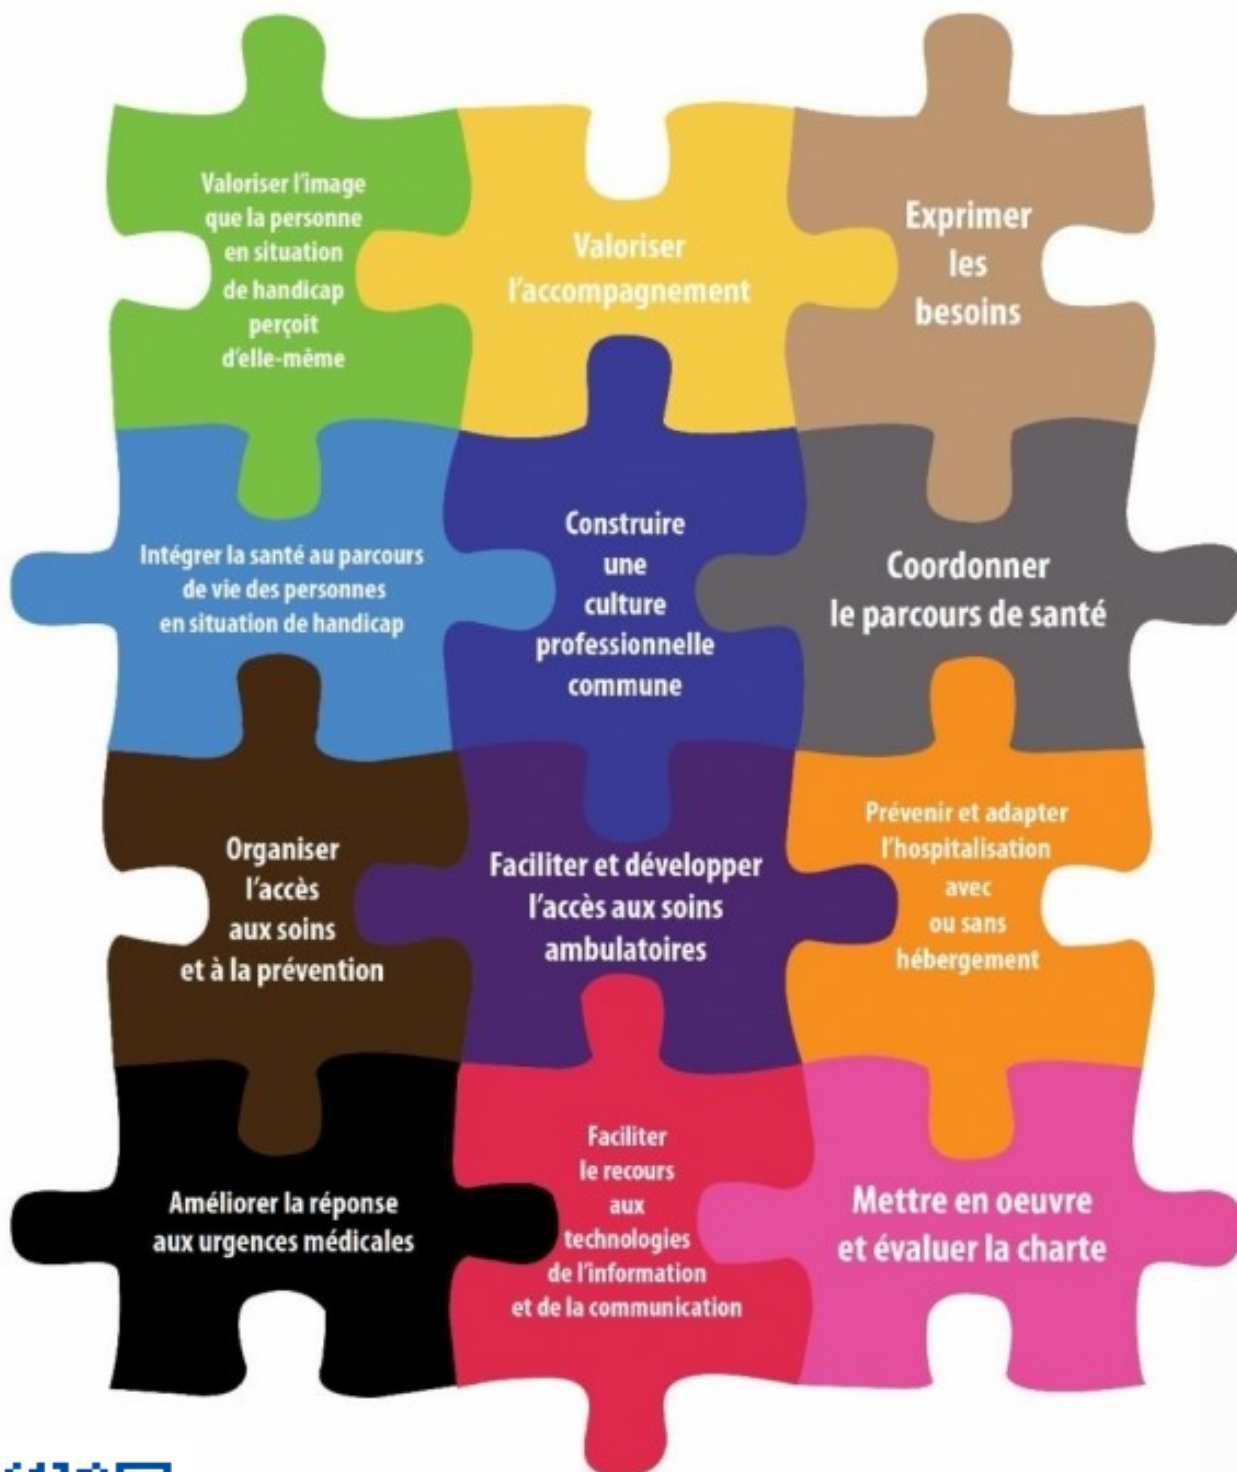 Valoriser l'image
que la personne
en situation
de handicap
perçoit
d'elle-même
Valoriser
l'accompagnement
Exprimer
les
besoins
Intégrer la santé au parcours
de vie des personnes
en situation de handicap
Construire
une
culture
professionnelle
commune
Coordonner
le parcours de santé
Organiser
l'accès
aux soins
et à la prévention
Faciliter et développer
l'accès aux soins
ambulatoires
Prévenir et adapter
l'hospitalisation
avec
ou sans
hébergement
Améliorer la réponse
aux urgences médicales
Faciliter
le recours
aux
technologies
de l'information
et de la communication
Mettre en oeuvre
et évaluer la charte